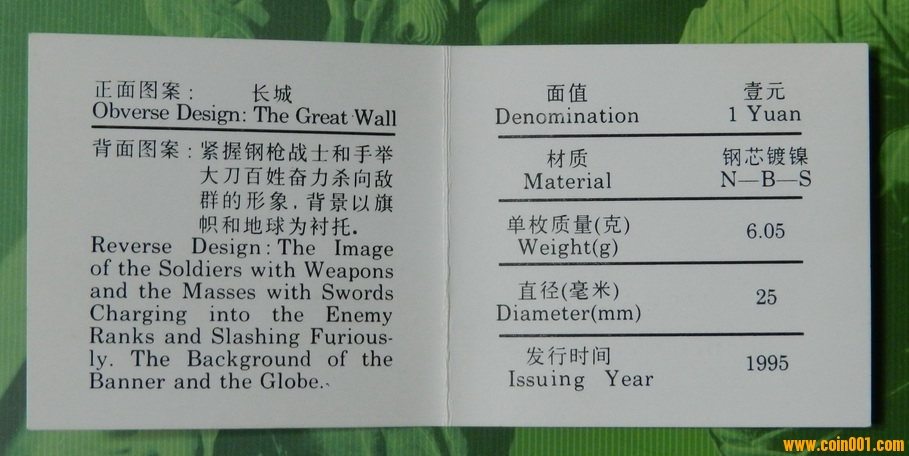 正面图案: 长城
Obverse Design: The Great Wall
背面图案: 紧握钢枪战士和手举
大刀百姓奋力杀向敌
群的形象, 背景以旗
帜和地球为衬托.
Reverse Design: The Image
of the Soldiers with Weapons
and the Masses with Swords
Charging into the Enemy
Ranks and Slashing Furious-
ly. The Background of the
Banner and the Globe.
面值 壹元
Denomination 1 Yuan
材质 钢芯镀镍
Material N—B—S
单枚质量(克)
Weight(g) 6.05
直径(毫米)
Diameter(mm) 25
发行时间
Issuing Year 1995
www.coin001.com